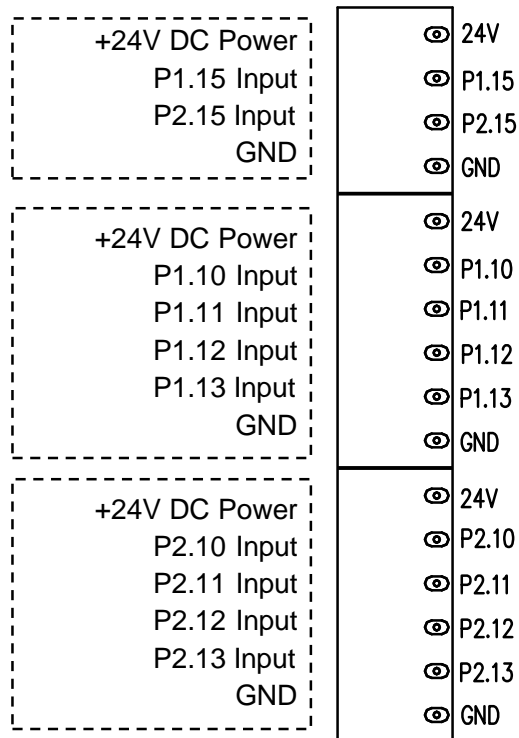 +24V DC Power
P1.15 Input
P2.15 Input
GND
24V
P1.15
P2.15
GND
+24V DC Power
P1.10 Input
P1.11 Input
P1.12 Input
P1.13 Input
GND
24V
P1.10
P1.11
P1.12
P1.13
GND
+24V DC Power
P2.10 Input
P2.11 Input
P2.12 Input
P2.13 Input
GND
24V
P2.10
P2.11
P2.12
P2.13
GND